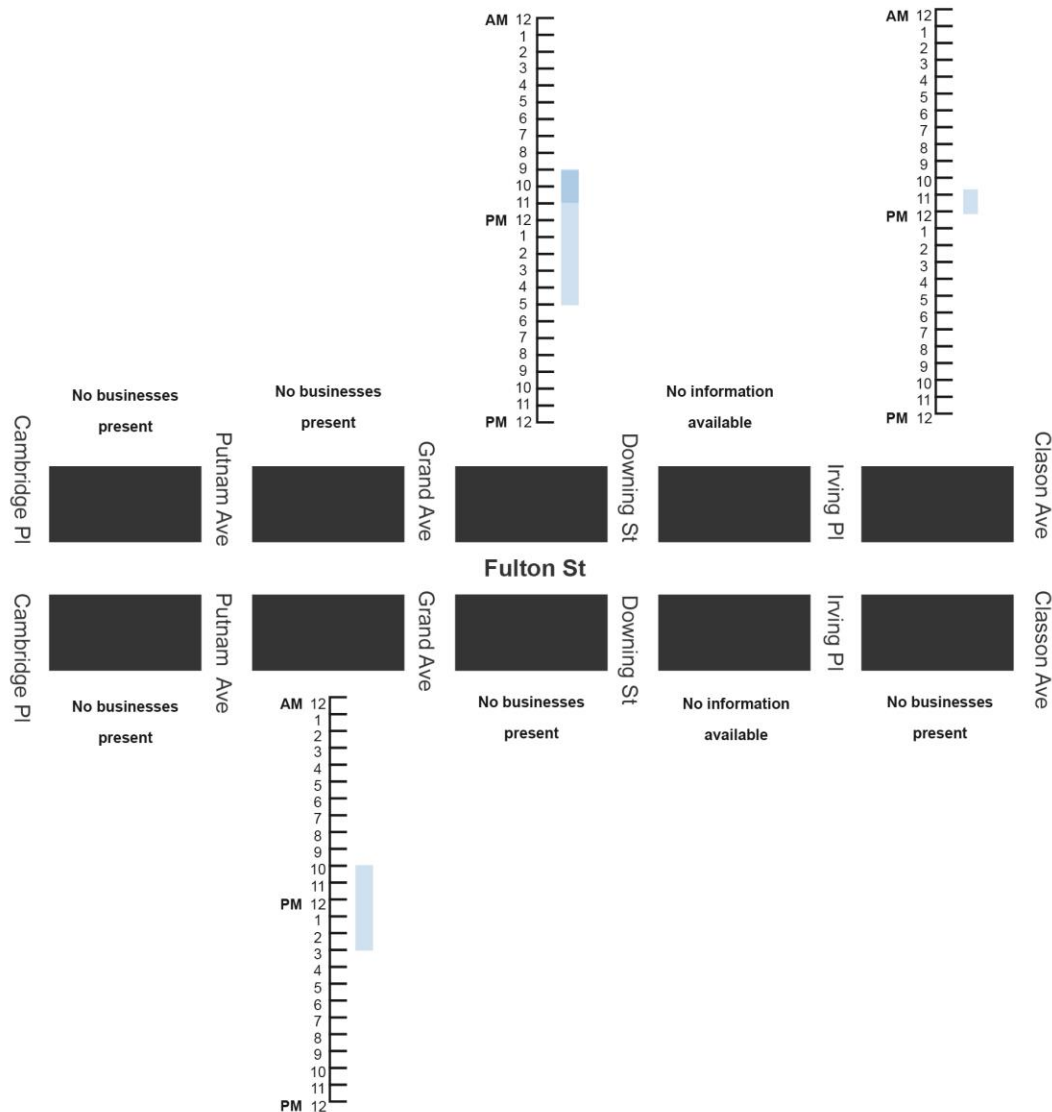 AM 12
1
2
3
4
5
6
7
8
9
10
11
PM 12
1
2
3
4
5
6
7
8
9
10
11
PM 12
AM 12
1
2
3
4
5
6
7
8
9
10
11
PM 12
1
2
3
4
5
6
7
8
9
10
11
PM 12
No businesses
present
No businesses
present
No information
available
Cambridge Pl
Putnam Ave
Grand Ave
Downing St
Irving Pl
Clason Ave
Fulton St
Cambridge Pl
Putnam Ave
Grand Ave
Downing St
Irving Pl
Classon Ave
No businesses
present
AM 12
1
2
3
4
5
6
7
8
9
10
11
PM 12
1
2
3
4
5
6
7
8
9
10
11
PM 12
No businesses
present
No information
available
No businesses
present